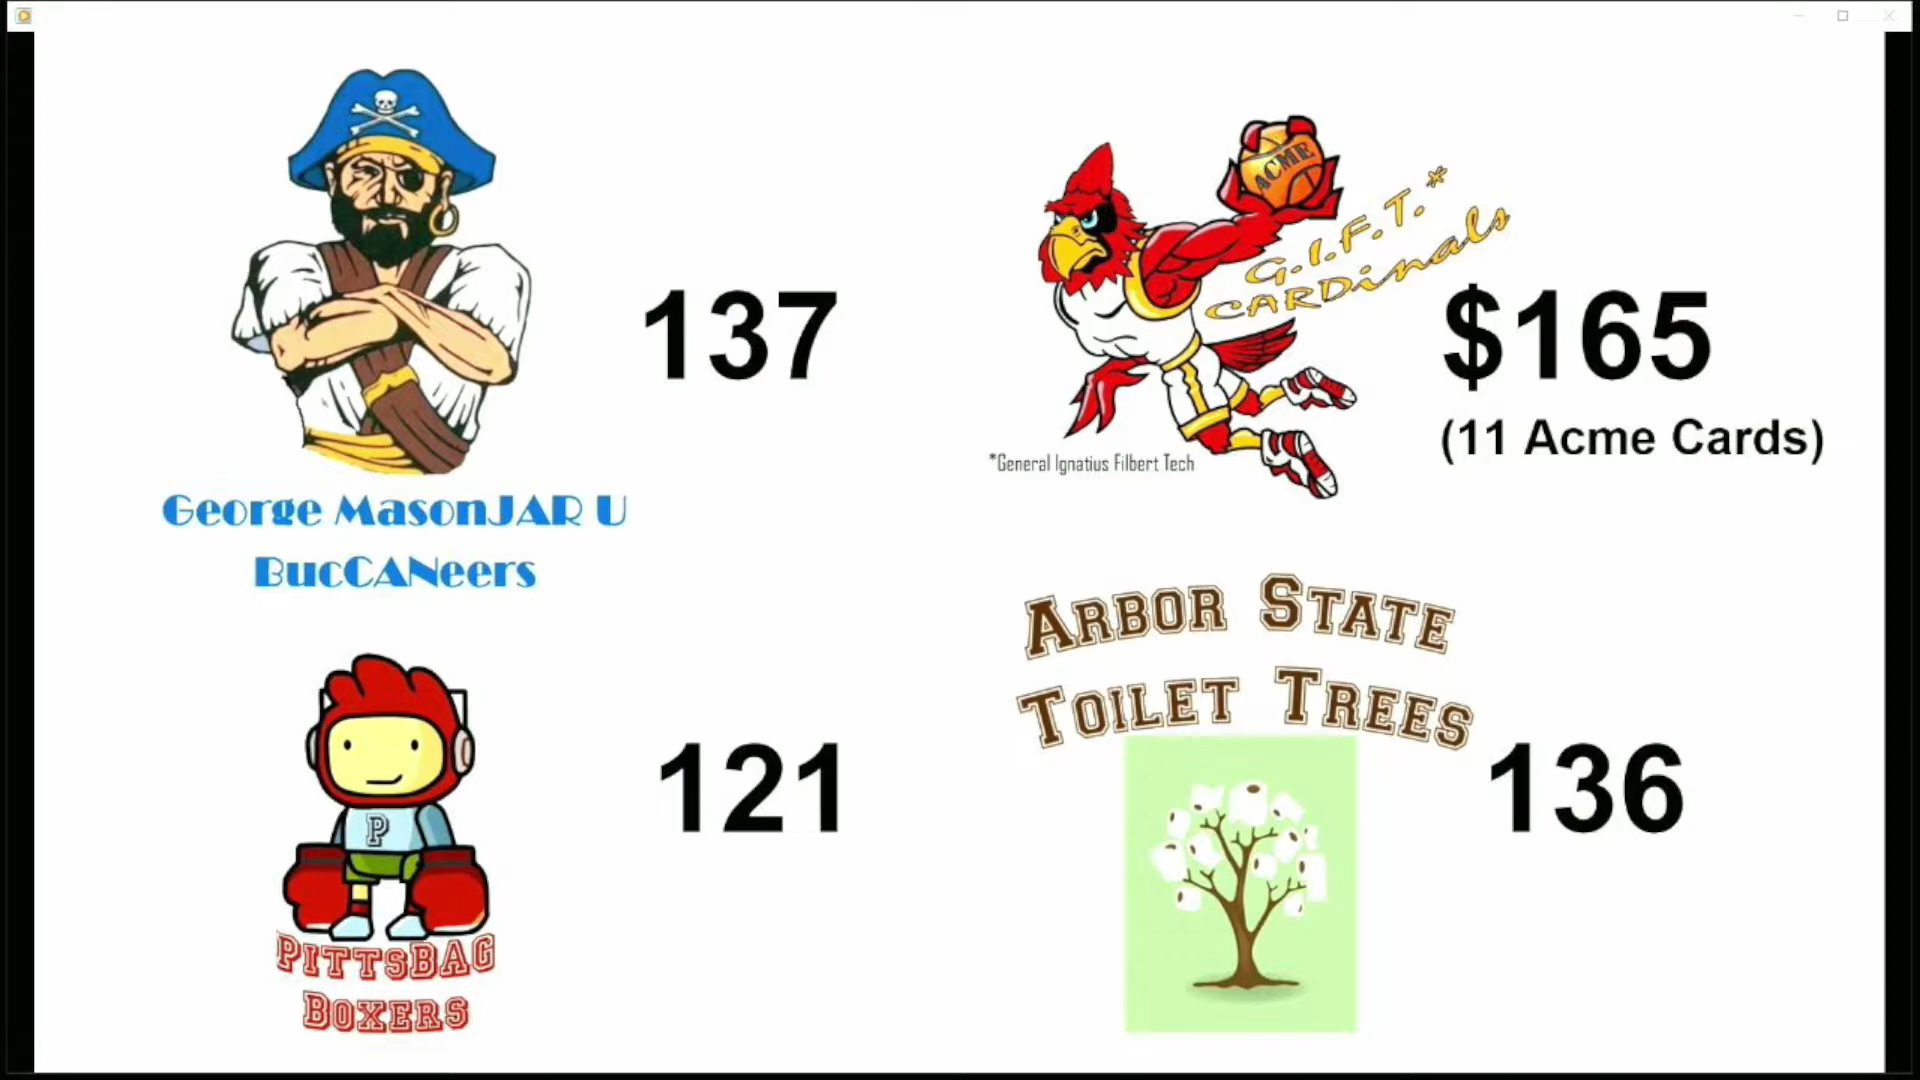 137
George MasonJAR U
BucCANeers
ACME
G.I.F.T.*
CARDinals
$165
(11 Acme Cards)
*General Ignatius Filbert Tech
P
PittsBAG
Boxers
121
Arbor State
Toilet Trees
136